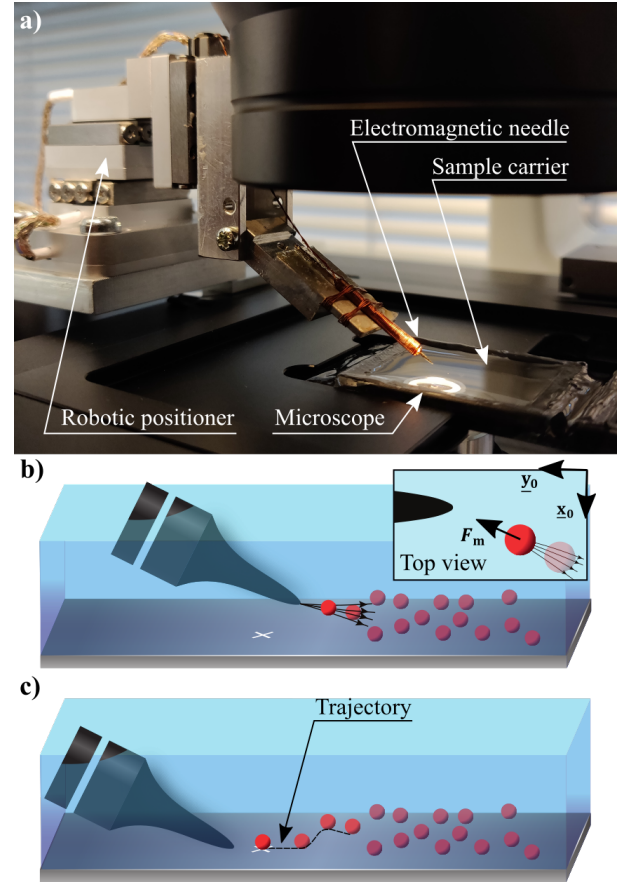 a)
Electromagnetic needle
Sample carrier
Robotic positioner
Microscope
b)
y₀
x₀
Fₘ
Top view
c)
Trajectory